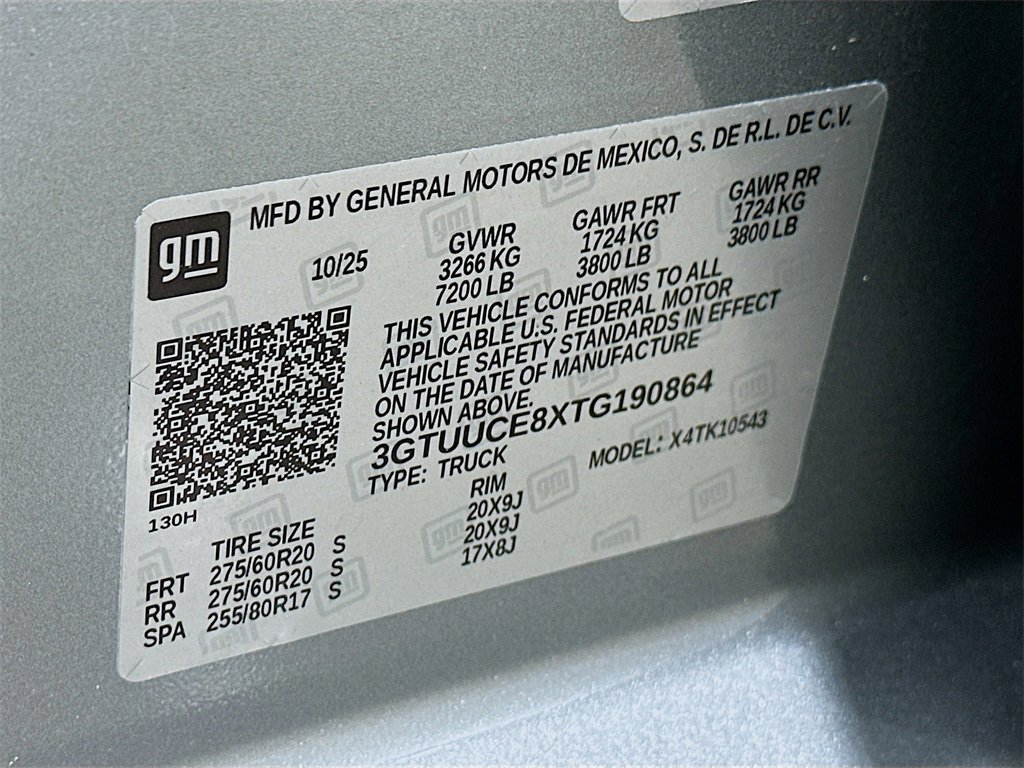 MFD BY GENERAL MOTORS DE MEXICO, S. DE R.L. DE C.V.
gm
10/25
GVWR
3266 KG
7200 LB
GAWR FRT
1724 KG
3800 LB
GAWR RR
1724 KG
3800 LB
THIS VEHICLE CONFORMS TO ALL
APPLICABLE U.S. FEDERAL MOTOR
VEHICLE SAFETY STANDARDS IN EFFECT
ON THE DATE OF MANUFACTURE
SHOWN ABOVE.
3GTUUCE8XTG190864
TYPE: TRUCK
MODEL: X4TK10543
130H
TIRE SIZE RIM
FRT 275/60R20 S 20X9J
RR 275/60R20 S 20X9J
SPA 255/80R17 S 17X8J